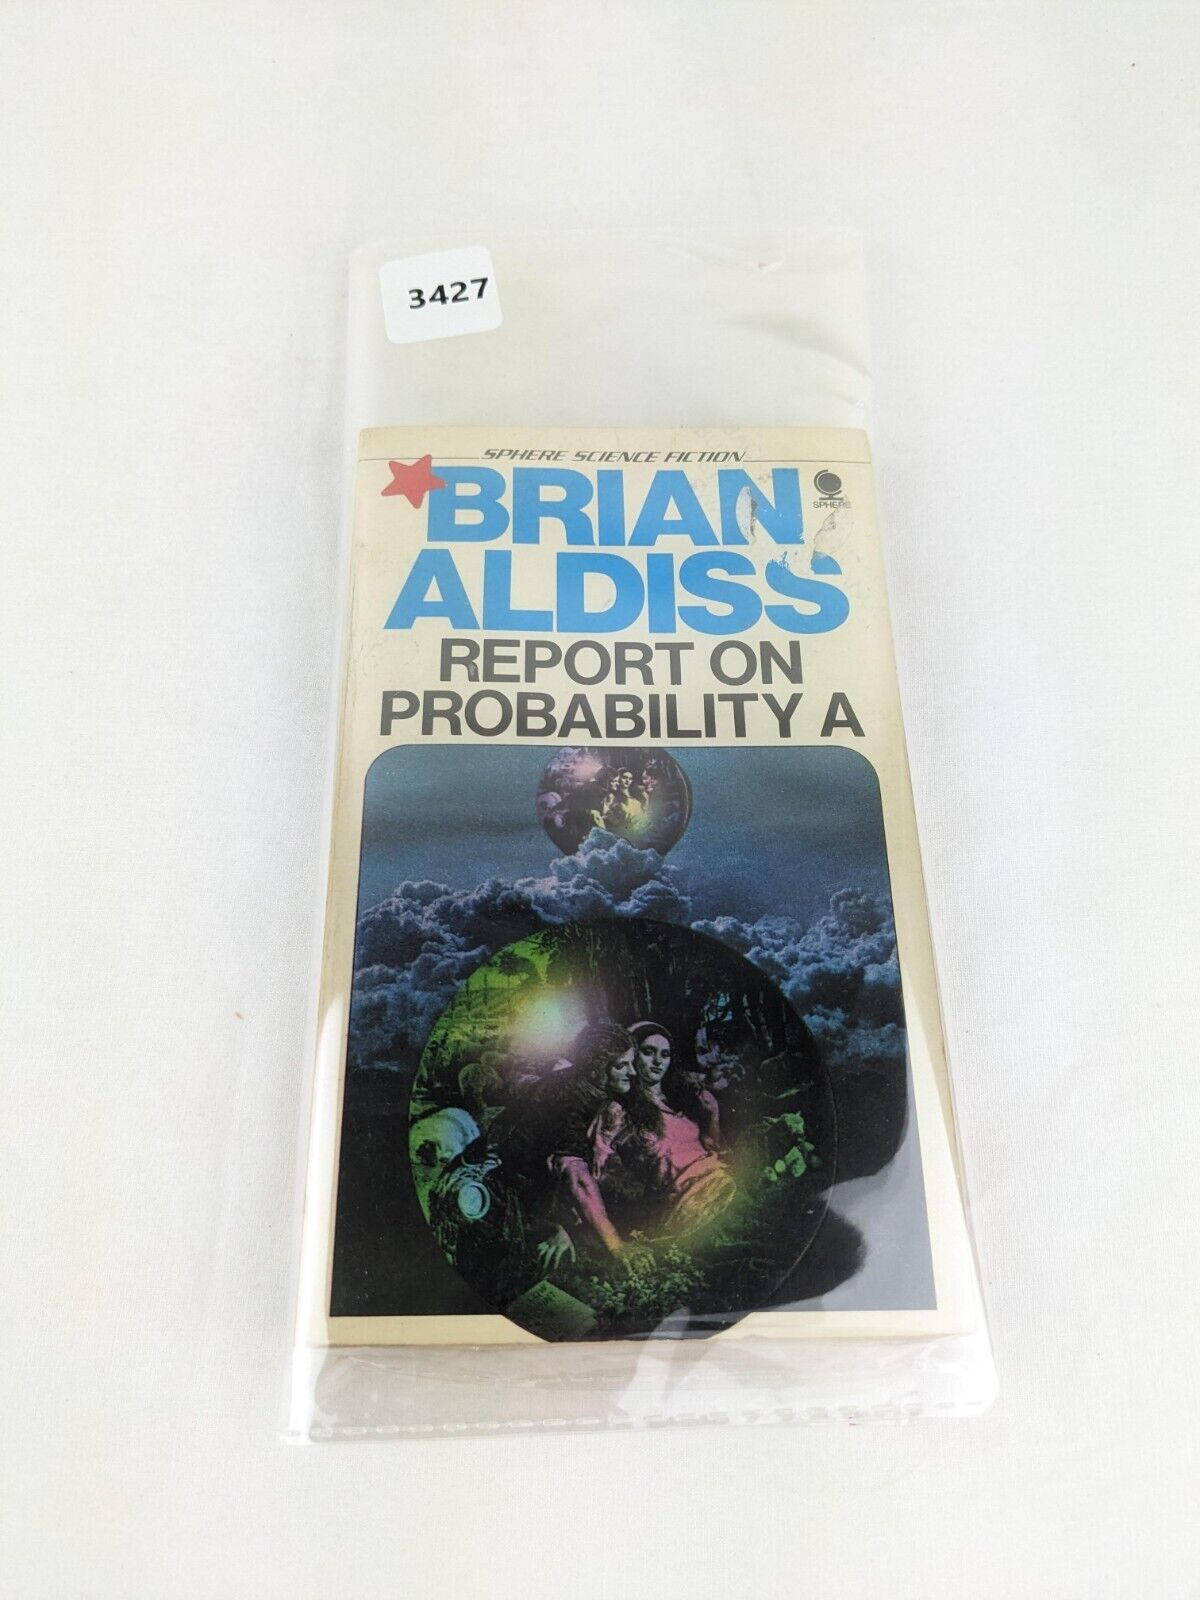 3427
SPHERE SCIENCE FICTION
BRIAN
SPHERE
ALDISS
REPORT ON
PROBABILITY A